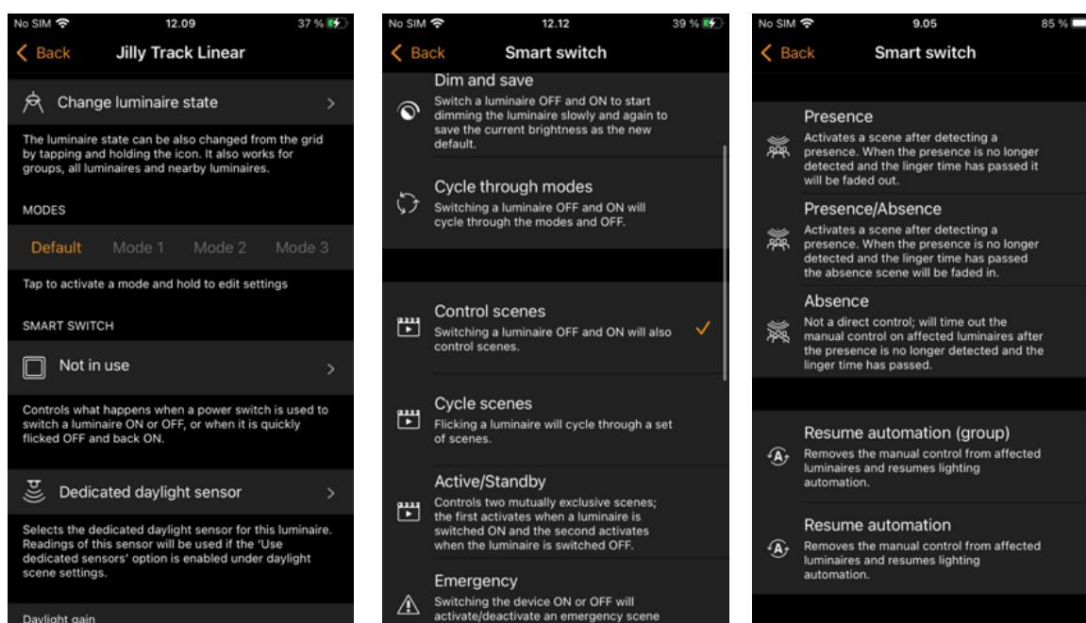 No SIM 12.09 37 %
Back Jilly Track Linear
Change luminaire state
The luminaire state can be also changed from the grid
by tapping and holding the icon. It also works for
groups, all luminaires and nearby luminaires.
MODES
Default Mode 1 Mode 2 Mode 3
Tap to activate a mode and hold to edit settings
SMART SWITCH
Not in use
Controls what happens when a power switch is used to
switch a luminaire ON or OFF, or when it is quickly
flicked OFF and back ON.
Dedicated daylight sensor
Selects the dedicated daylight sensor for this luminaire.
Readings of this sensor will be used if the 'Use
dedicated sensors' option is enabled under daylight
scene settings.
Daylight gain
No SIM 12.12 39 %
Back Smart switch
Dim and save
Switch a luminaire OFF and ON to start
dimming the luminaire slowly and again to
save the current brightness as the new
default.
Cycle through modes
Switching a luminaire OFF and ON will
cycle through the modes and OFF.
Control scenes
Switching a luminaire OFF and ON will also
control scenes.
Cycle scenes
Flicking a luminaire will cycle through a set
of scenes.
Active/Standby
Controls two mutually exclusive scenes;
the first activates when a luminaire is
switched ON and the second activates
when the luminaire is switched OFF.
Emergency
Switching the device ON or OFF will
activate/deactivate an emergency scene
No SIM 9.05 85 %
Back Smart switch
Presence
Activates a scene after detecting a
presence. When the presence is no longer
detected and the linger time has passed it
will be faded out.
Presence/Absence
Activates a scene after detecting a
presence. When the presence is no longer
detected and the linger time has passed
the absence scene will be faded in.
Absence
Not a direct control; will time out the
manual control on affected luminaires after
the presence is no longer detected and the
linger time has passed.
Resume automation (group)
Removes the manual control from affected
luminaires and resumes lighting
automation.
Resume automation
Removes the manual control from affected
luminaires and resumes lighting
automation.